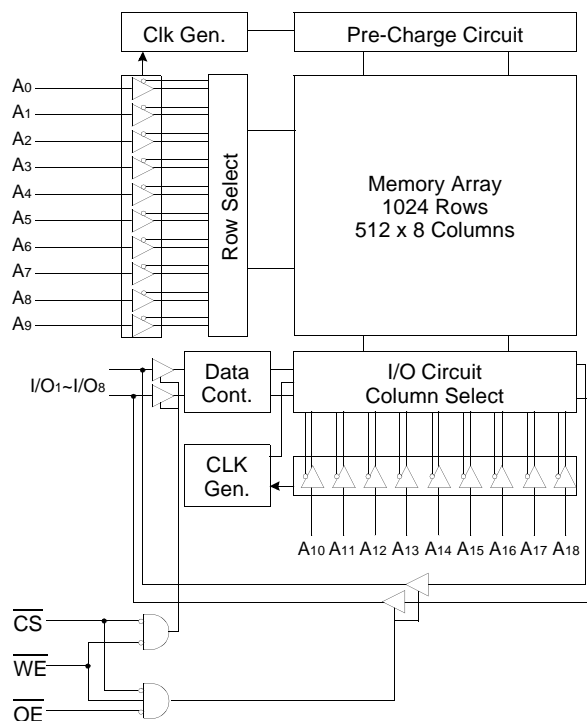 Clk Gen.
Pre-Charge Circuit
A0
A1
A2
A3
A4
A5
A6
A7
A8
A9
Row Select
Memory Array
1024 Rows
512 x 8 Columns
I/O1~I/O8
Data
Cont.
I/O Circuit
Column Select
CLK
Gen.
A10 A11 A12 A13 A14 A15 A16 A17 A18
CS
WE
OE